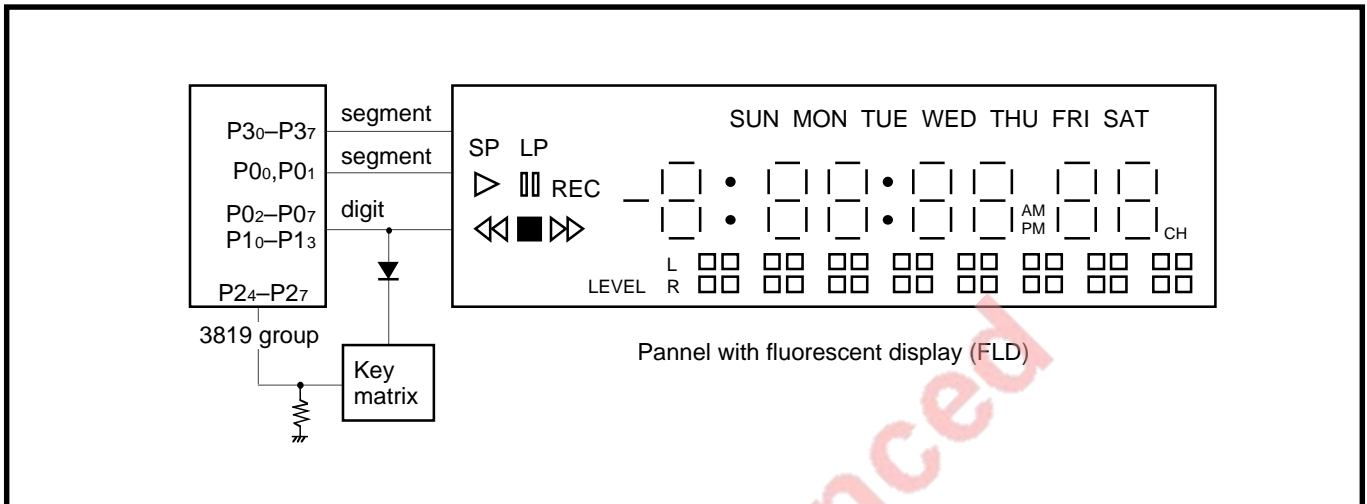 P30–P37
segment
P00,P01
segment
P02–P07
P10–P13
digit
P24–P27
3819 group
Key
matrix
SUN MON TUE WED THU FRI SAT
SP LP
REC
AM
PM
CH
LEVEL
L
R
Pannel with fluorescent display (FLD)
nced